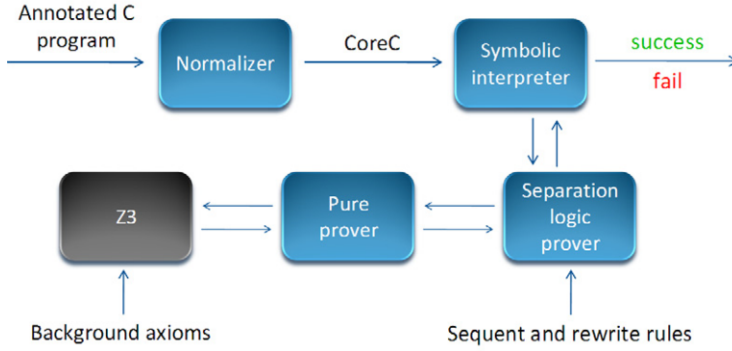 Annotated C
program
Normalizer
CoreC
Symbolic
interpreter
success
fail
Z3
Pure
prover
Separation
logic
prover
Background axioms
Sequent and rewrite rules